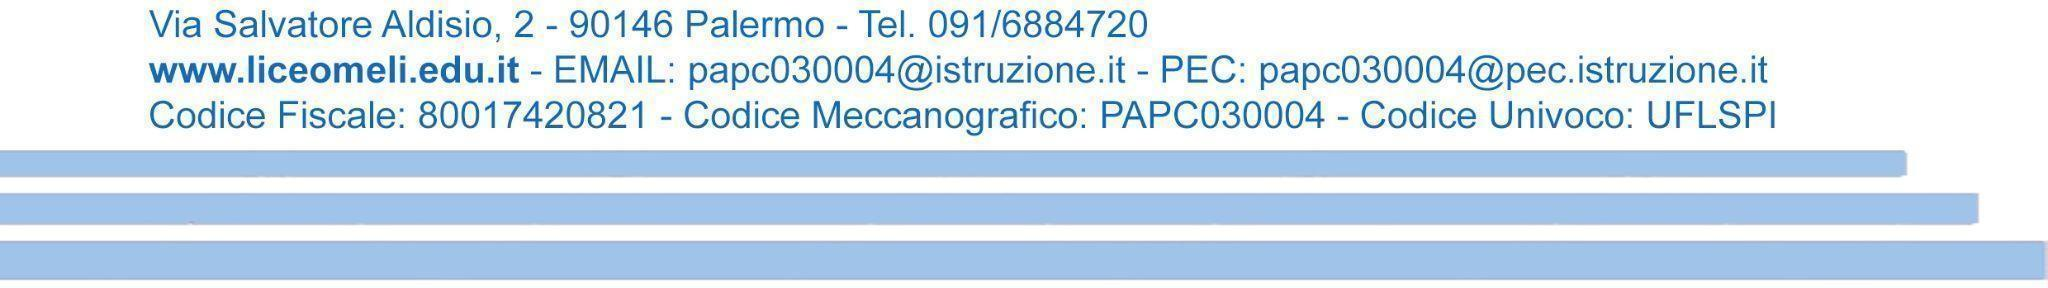 Via Salvatore Aldisio, 2 - 90146 Palermo - Tel. 091/6884720
www.liceomeli.edu.it - EMAIL: papc030004@istruzione.it - PEC: papc030004@pec.istruzione.it
Codice Fiscale: 80017420821 - Codice Meccanografico: PAPC030004 - Codice Univoco: UFLSPI